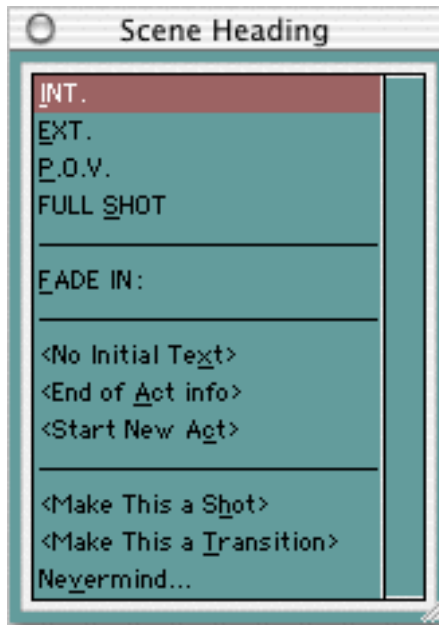 Scene Heading
INT.
EXT.
P.O.V.
FULL SHOT
FADE IN:
<No Initial Text>
<End of Act info>
<Start New Act>
<Make This a Shot>
<Make This a Transition>
Nevermind...